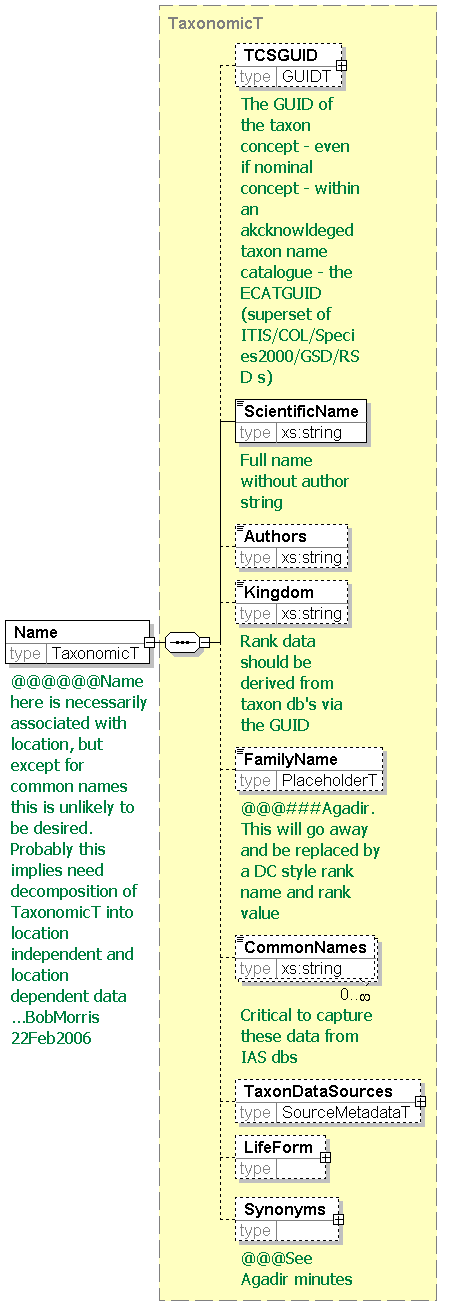 TaxonomicT
TCSGUID
type GUIDT
The GUID of
the taxon
concept - even
if nominal
concept - within
an
akcknowldeged
taxon name
catalogue - the
ECATGUID
(superset of
ITIS/COL/Speci
es2000/GSD/RS
D s)
ScientificName
type xs:string
Full name
without author
string
Authors
type xs:string
Kingdom
type xs:string
Rank data
should be
derived from
taxon db's via
the GUID
Name
type TaxonomicT
@@@@@@Name
here is necessarily
associated with
location, but
except for
common names
this is unlikely to
be desired.
Probably this
implies need
decomposition of
TaxonomicT into
location
independent and
location
dependent data
...BobMorris
22Feb2006
FamilyName
type PlaceholderT
@@@###Agadir.
This will go away
and be replaced by
a DC style rank
name and rank
value
CommonNames
type xs:string
0..∞
Critical to capture
these data from
IAS dbs
TaxonDataSources
type SourceMetadataT
LifeForm
type
Synonyms
type
@@@See
Agadir minutes